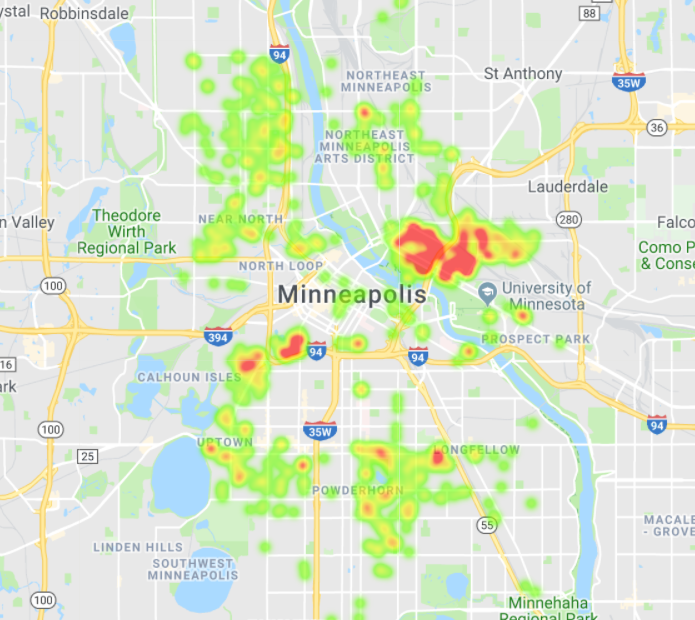 Robbinsdale
88
94
NORTHEAST
MINNEAPOLIS
St Anthony
35W
36
NORTHEAST
MINNEAPOLIS
ARTS DISTRICT
Lauderdale
n Valley
Theodore
Wirth
Regional Park
NEAR NORTH
280
Falco
Como P
& Conse
NORTH LOOP
100
Minneapolis
University of
Minnesota
394
94
94
PROSPECT PARK
16
ark
CALHOUN ISLES
100
35W
94
25
UPTOWN
LONGFELLOW
POWDERHORN
55
MACALE
- GROVE
LINDEN HILLS
SOUTHWEST
MINNEAPOLIS
100
Minnehaha
Regional Park